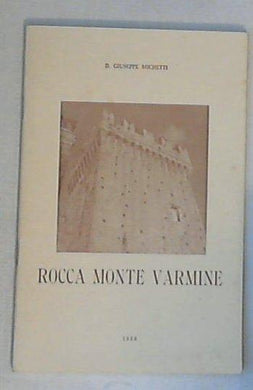 D. GIUSEPPE MICHETTI
ROCCA MONTE VARMINE